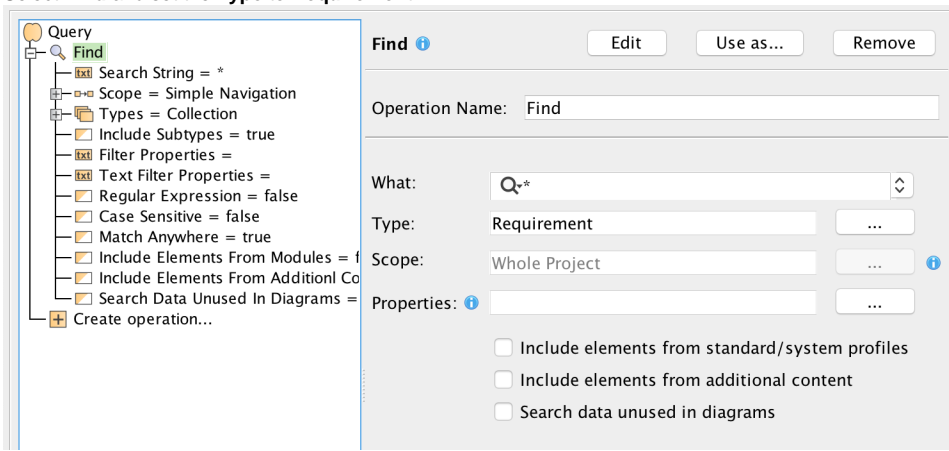 Query
Find
txt Search String = *
Scope = Simple Navigation
Types = Collection
Include Subtypes = true
txt Filter Properties =
txt Text Filter Properties =
Regular Expression = false
Case Sensitive = false
Match Anywhere = true
Include Elements From Modules = f
Include Elements From Additionl Co
Search Data Unused In Diagrams =
Create operation...
Find Edit Use as... Remove
Operation Name: Find
What: *
Type: Requirement ...
Scope: Whole Project ...
Properties: ...
Include elements from standard/system profiles
Include elements from additional content
Search data unused in diagrams